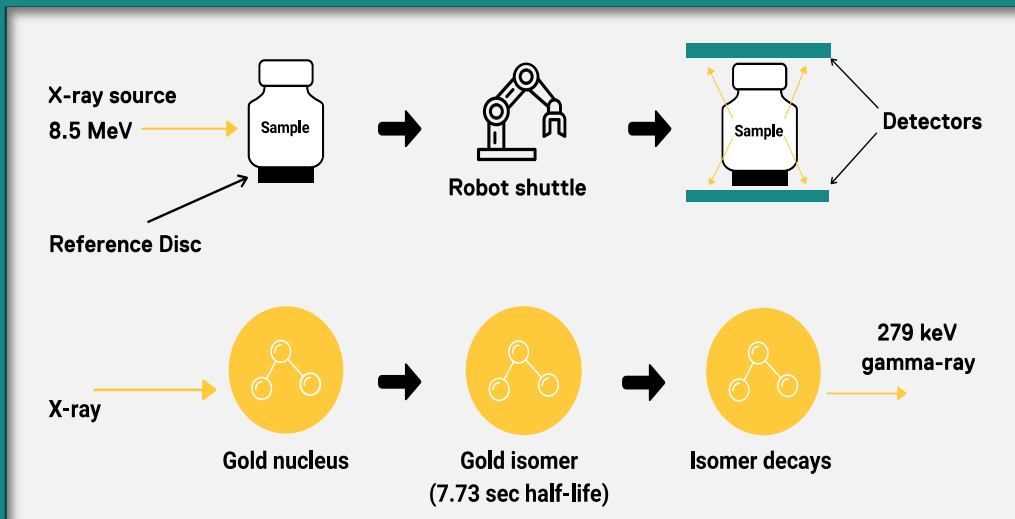 X-ray source
8.5 MeV
Sample
Reference Disc
Robot shuttle
Sample
Detectors
X-ray
Gold nucleus
Gold isomer
(7.73 sec half-life)
Isomer decays
279 keV
gamma-ray